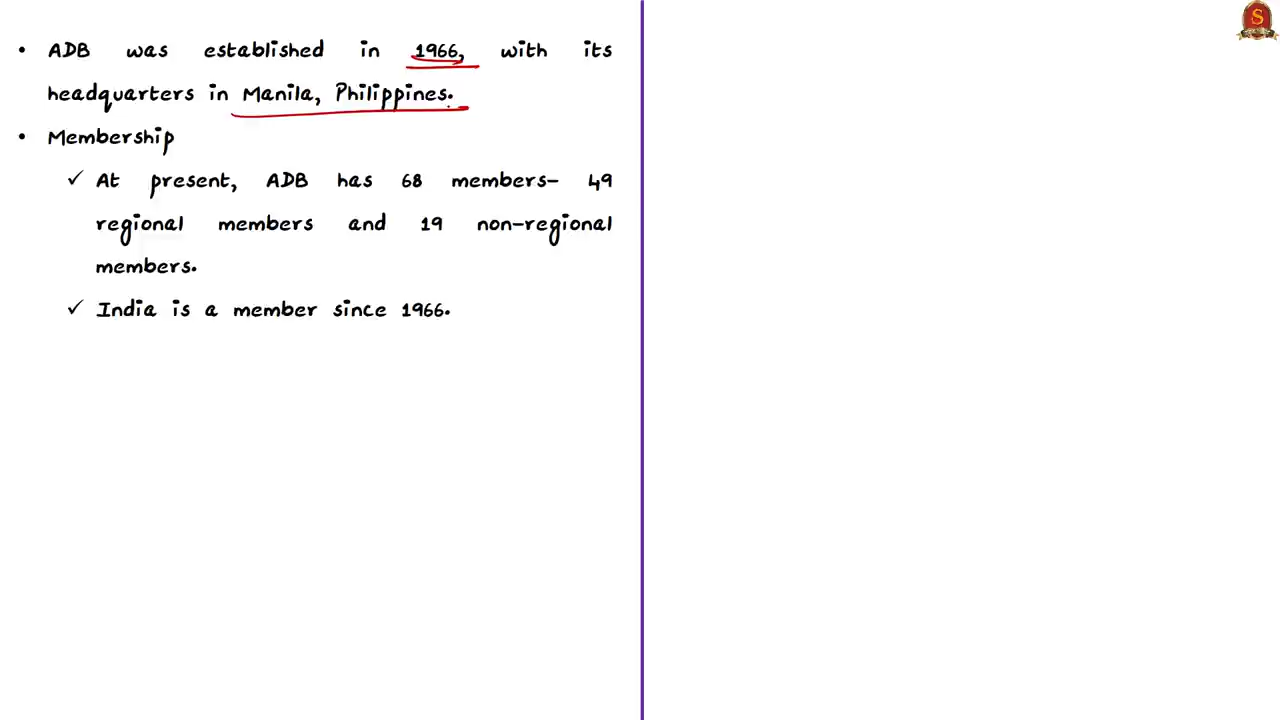 • ADB was established in 1966, with its
headquarters in Manila, Philippines.
• Membership
✓ At present, ADB has 68 members- 49
regional members and 19 non-regional
members.
✓ India is a member since 1966.
S